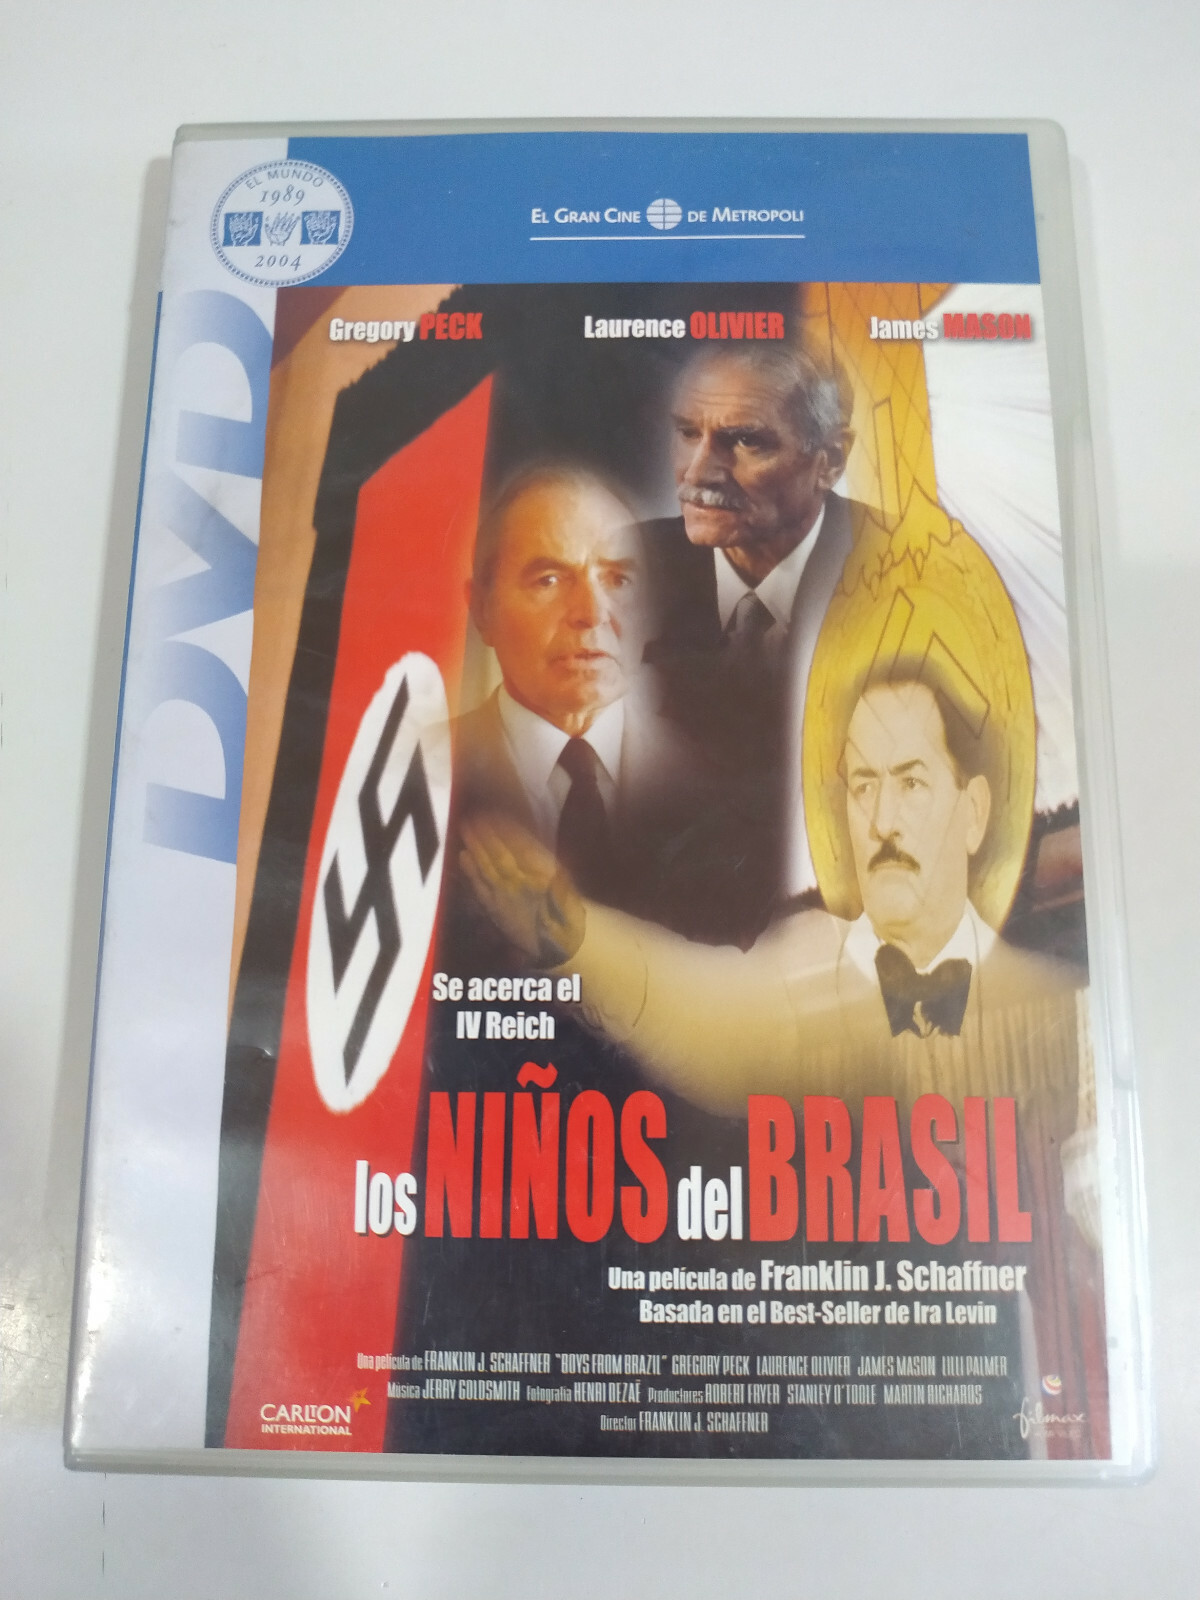 EL MUNDO
1989
2004
EL GRAN CINE DE METROPOLI
DVD
Gregory PECK Laurence OLIVIER James MASON
Se acerca el
IV Reich
los NIÑOS del BRASIL
Una película de Franklin J. Schaffner
Basada en el Best-Seller de Ira Levin
Una película de FRANKLIN J. SCHAFFNER "BOYS FROM BRAZIL" GREGORY PECK LAURENCE OLIVIER JAMES MASON LILLI PALMER
Música JERRY GOLDSMITH Fotografía HENRI DEZAË Productores ROBERT FRYER STANLEY O'TOOLE MARTIN RICHARDS
Director FRANKLIN J. SCHAFFNER
CARLTON
INTERNATIONAL
filmax